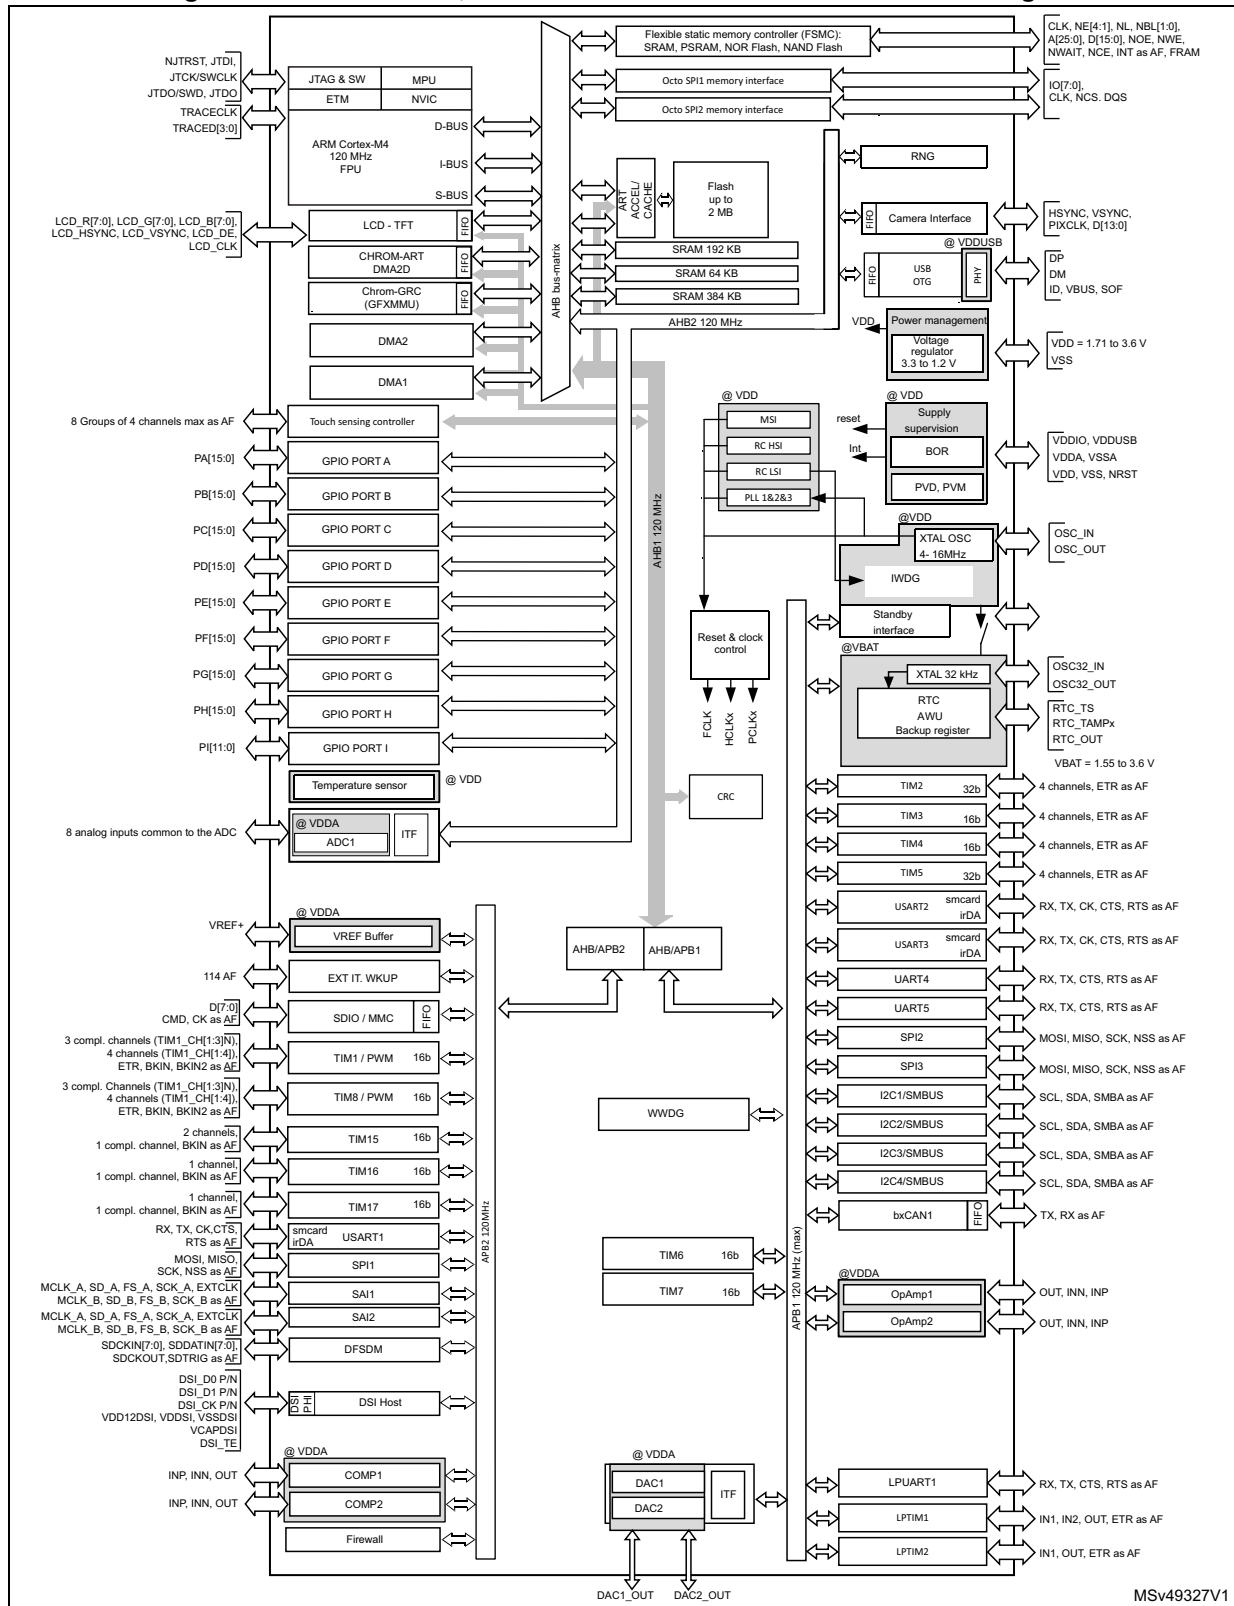 Flexible static memory controller (FSMC):
SRAM, PSRAM, NOR Flash, NAND Flash
CLK, NE[4:1], NL, NBL[1:0],
A[25:0], D[15:0], NOE, NWE,
NWAIT, NCE, INT as AF, FRAM
NJTRST, JTDI,
JTCK/SWCLK
JTDO/SWD, JTDO
TRACECLK
TRACED[3:0]
JTAG & SW
MPU
ETM
NVIC
ARM Cortex-M4
120 MHz
FPU
D-BUS
I-BUS
S-BUS
Octo SPI1 memory interface
Octo SPI2 memory interface
IO[7:0],
CLK, NCS. DQS
AHB bus-matrix
ART
ACCEL/
CACHE
Flash
up to
2 MB
RNG
FIFO
Camera Interface
HSYNC, VSYNC,
PIXCLK, D[13:0]
@ VDDUSB
FIFO
USB
OTG
PHY
DP
DM
ID, VBUS, SOF
LCD_R[7:0], LCD_G[7:0], LCD_B[7:0],
LCD_HSYNC, LCD_VSYNC, LCD_DE,
LCD_CLK
LCD - TFT
FIFO
CHROM-ART
DMA2D
FIFO
Chrom-GRC
(GFXMMU)
FIFO
DMA2
DMA1
SRAM 192 KB
SRAM 64 KB
SRAM 384 KB
AHB2 120 MHz
VDD
Power management
Voltage
regulator
3.3 to 1.2 V
VDD = 1.71 to 3.6 V
VSS
8 Groups of 4 channels max as AF
Touch sensing controller
@ VDD
MSI
RC HSI
RC LSI
PLL 1&2&3
reset
Int
@ VDD
Supply
supervision
BOR
PVD, PVM
VDDIO, VDDUSB
VDDA, VSSA
VDD, VSS, NRST
PA[15:0]
GPIO PORT A
PB[15:0]
GPIO PORT B
PC[15:0]
GPIO PORT C
PD[15:0]
GPIO PORT D
PE[15:0]
GPIO PORT E
PF[15:0]
GPIO PORT F
PG[15:0]
GPIO PORT G
PH[15:0]
GPIO PORT H
PI[11:0]
GPIO PORT I
AHB1 120 MHz
@VDD
XTAL OSC
4- 16MHz
IWDG
OSC_IN
OSC_OUT
Standby
interface
Reset & clock
control
FCLK
HCLKx
PCLKx
@VBAT
XTAL 32 kHz
RTC
AWU
Backup register
OSC32_IN
OSC32_OUT
RTC_TS
RTC_TAMPx
RTC_OUT
VBAT = 1.55 to 3.6 V
Temperature sensor
@ VDD
8 analog inputs common to the ADC
@ VDDA
ADC1
ITF
CRC
TIM2
32b
4 channels, ETR as AF
TIM3
16b
4 channels, ETR as AF
TIM4
16b
4 channels, ETR as AF
TIM5
32b
4 channels, ETR as AF
USART2
smcard
irDA
RX, TX, CK, CTS, RTS as AF
USART3
smcard
irDA
RX, TX, CK, CTS, RTS as AF
UART4
RX, TX, CTS, RTS as AF
UART5
RX, TX, CTS, RTS as AF
SPI2
MOSI, MISO, SCK, NSS as AF
SPI3
MOSI, MISO, SCK, NSS as AF
I2C1/SMBUS
SCL, SDA, SMBA as AF
I2C2/SMBUS
SCL, SDA, SMBA as AF
I2C3/SMBUS
SCL, SDA, SMBA as AF
I2C4/SMBUS
SCL, SDA, SMBA as AF
bxCAN1
FIFO
TX, RX as AF
@VDDA
OpAmp1
OUT, INN, INP
OpAmp2
OUT, INN, INP
LPUART1
RX, TX, CTS, RTS as AF
LPTIM1
IN1, IN2, OUT, ETR as AF
LPTIM2
IN1, OUT, ETR as AF
APB1 120 MHz (max)
AHB/APB2
AHB/APB1
WWDG
TIM6
16b
TIM7
16b
@ VDDA
DAC1
DAC2
ITF
DAC1_OUT
DAC2_OUT
VREF+
@ VDDA
VREF Buffer
114 AF
EXT IT. WKUP
D[7:0]
CMD, CK as AF
SDIO / MMC
FIFO
3 compl. channels (TIM1_CH[1:3]N),
4 channels (TIM1_CH[1:4]),
ETR, BKIN, BKIN2 as AF
TIM1 / PWM
16b
3 compl. Channels (TIM1_CH[1:3]N),
4 channels (TIM1_CH[1:4]),
ETR, BKIN, BKIN2 as AF
TIM8 / PWM
16b
2 channels,
1 compl. channel, BKIN as AF
TIM15
16b
1 channel,
1 compl. channel, BKIN as AF
TIM16
16b
1 channel,
1 compl. channel, BKIN as AF
TIM17
16b
RX, TX, CK,CTS,
RTS as AF
smcard
irDA
USART1
MOSI, MISO,
SCK, NSS as AF
SPI1
MCLK_A, SD_A, FS_A, SCK_A, EXTCLK
MCLK_B, SD_B, FS_B, SCK_B as AF
SAI1
MCLK_A, SD_A, FS_A, SCK_A, EXTCLK
MCLK_B, SD_B, FS_B, SCK_B as AF
SAI2
SDCKIN[7:0], SDDATIN[7:0],
SDCKOUT,SDTRIG as AF
DFSDM
DSI_D0 P/N
DSI_D1 P/N
DSI_CK P/N
VDD12DSI, VDDSI, VSSDSI
VCAPDSI
DSI_TE
DSI
PHI
DSI Host
@ VDDA
INP, INN, OUT
COMP1
INP, INN, OUT
COMP2
Firewall
APB2 120MHz
MSv49327V1